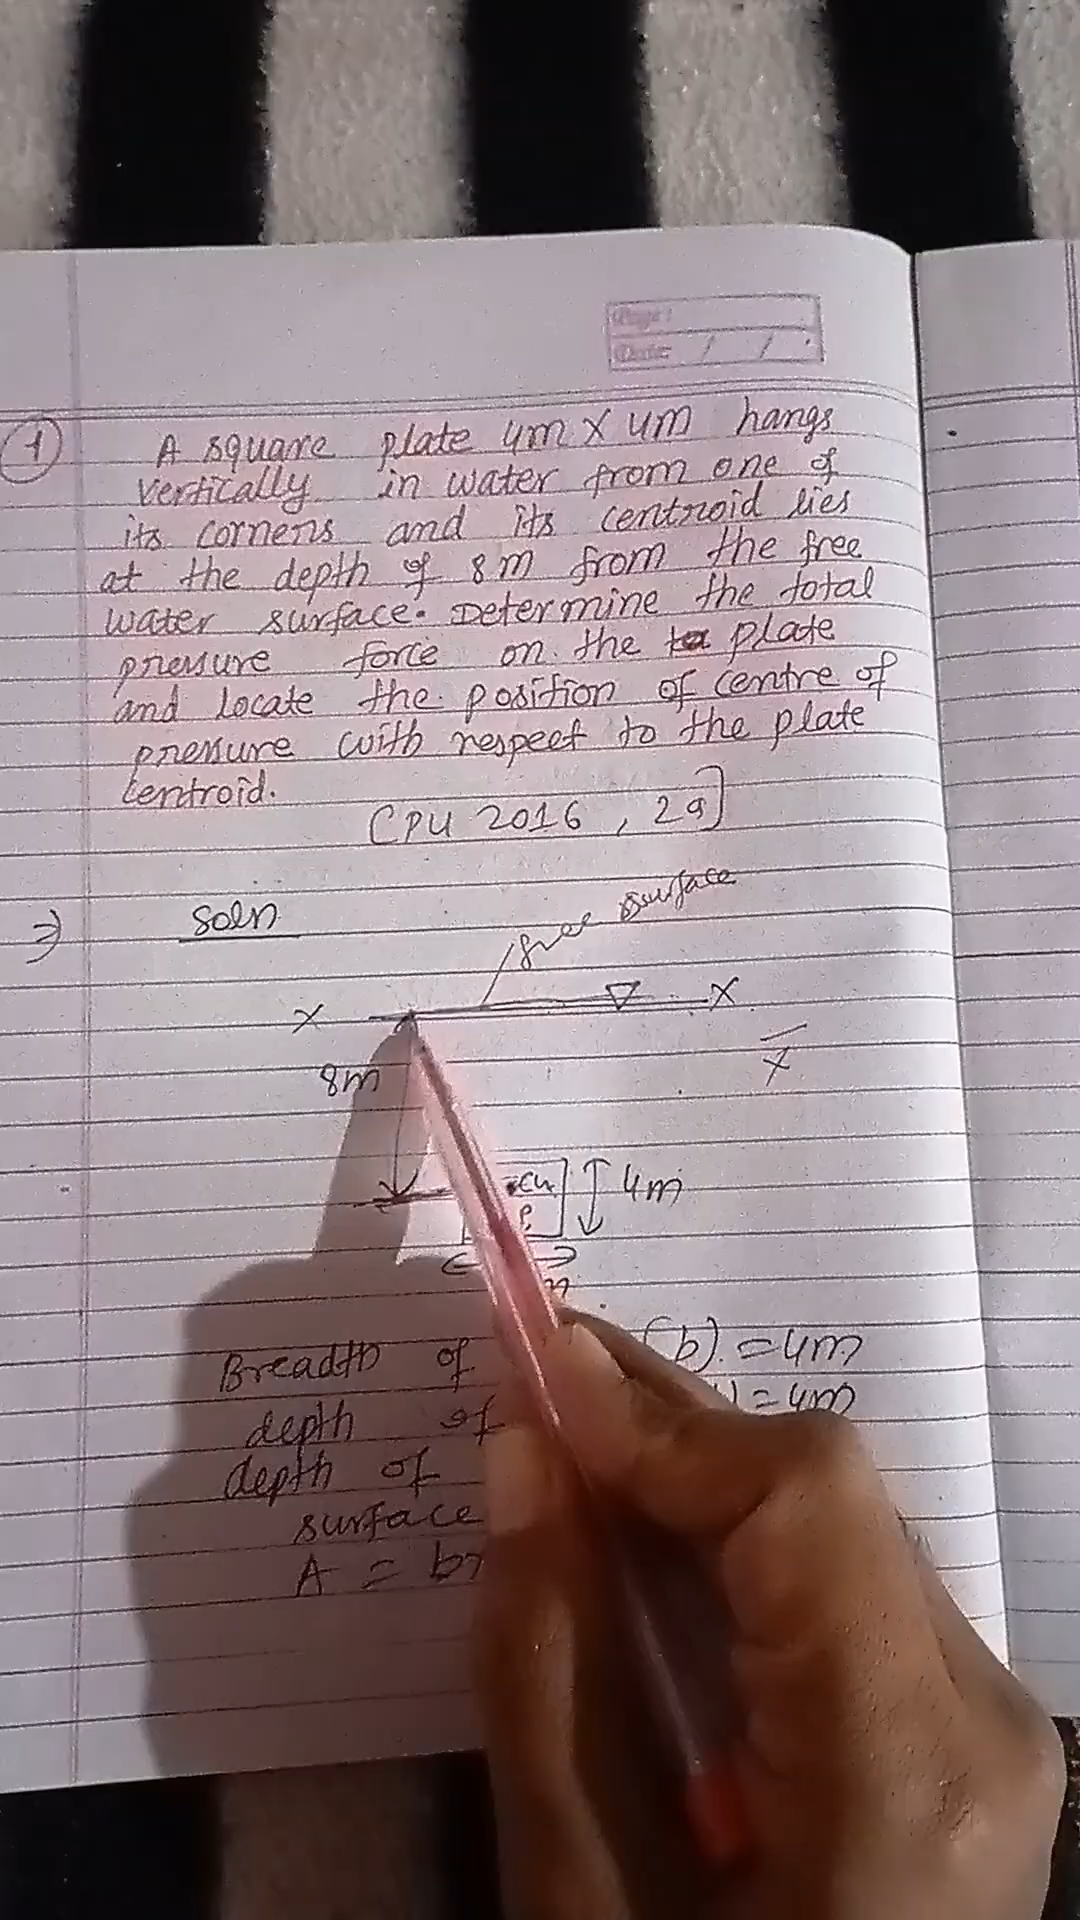 Page:
Date: / /
1
A square plate 4m X 4m hangs
vertically in water from one of
its corners and its centroid lies
at the depth of 8m from the free
water surface. Determine the total
pressure force on the plate
and locate the position of centre of
pressure with respect to the plate
centroid.
[PU 2016, 2a]
⇒ Soln
free surface
X X
8m
x̄
4m
Breadth of (b) = 4m
depth of = 4m
depth of
surface
A =